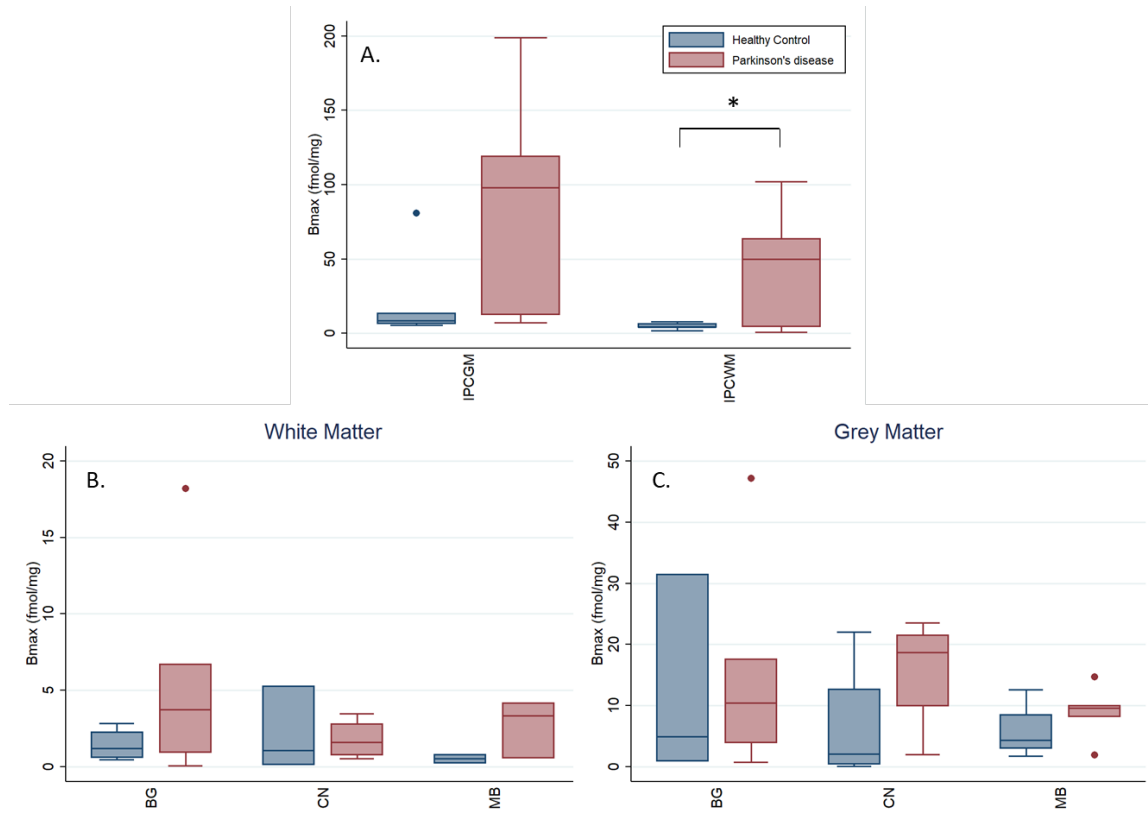 A.
Healthy Control
Parkinson's disease
*
Bmax (fmol/mg)
200
150
100
50
0
IPCGM
IPCWM
White Matter
B.
Bmax (fmol/mg)
20
15
10
5
0
BG
CN
MB
Grey Matter
C.
Bmax (fmol/mg)
50
40
30
20
10
0
BG
CN
MB